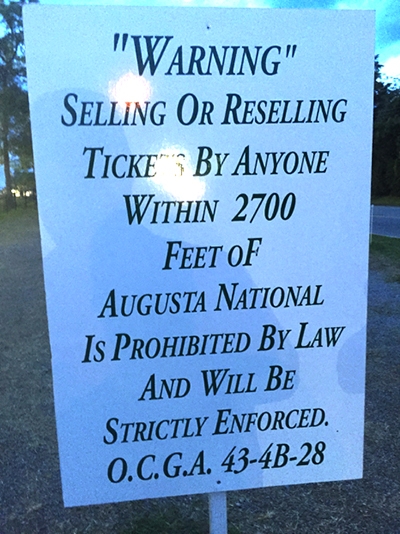 "WARNING"
SELLING OR RESELLING
TICKETS BY ANYONE
WITHIN 2700
FEET OF
AUGUSTA NATIONAL
IS PROHIBITED BY LAW
AND WILL BE
STRICTLY ENFORCED.
O.C.G.A. 43-4B-28